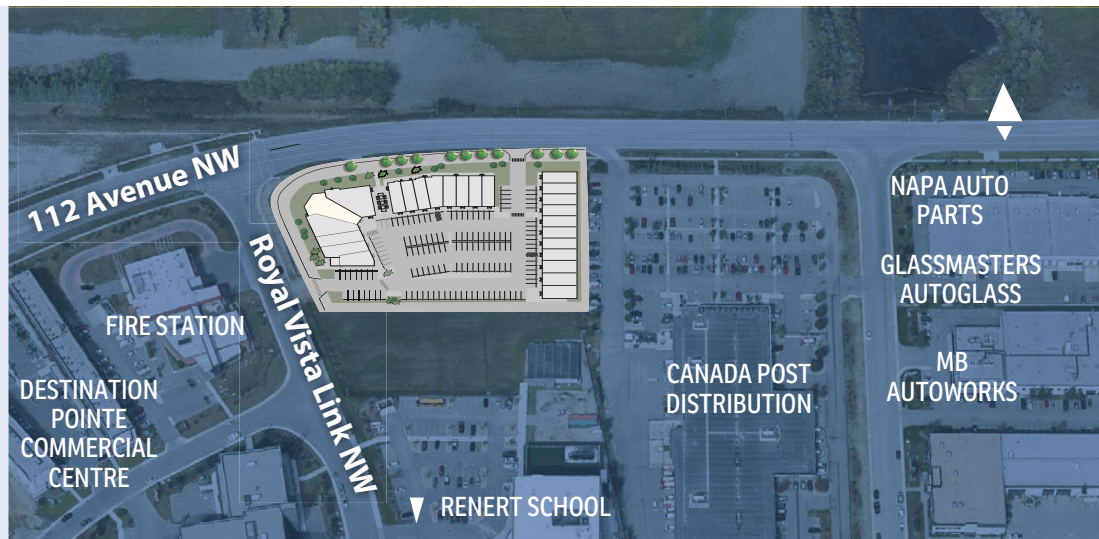 112 Avenue NW
Royal Vista Link NW
NAPA AUTO
PARTS
GLASSMASTERS
AUTOGLASS
FIRE STATION
MB
AUTOWORKS
CANADA POST
DISTRIBUTION
DESTINATION
POINTE
COMMERCIAL
CENTRE
RENERT SCHOOL